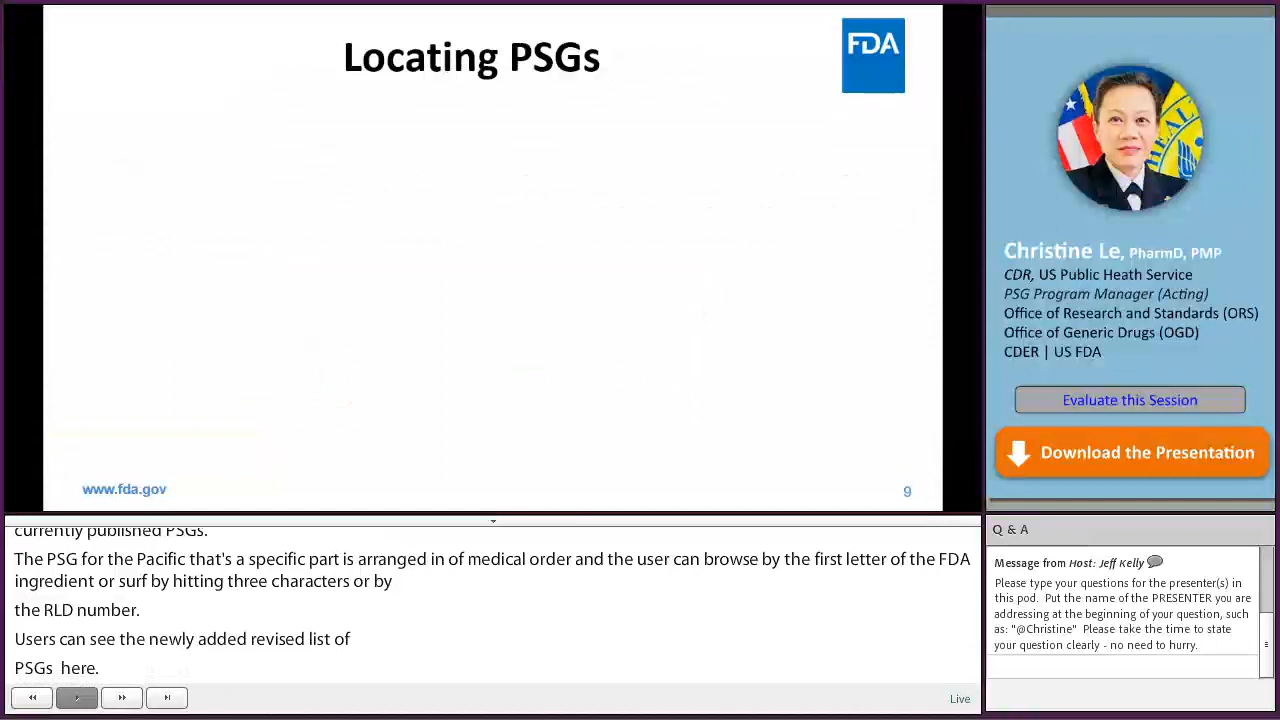 Locating PSGs
FDA
www.fda.gov
9
Christine Le, PharmD, PMP
CDR, US Public Heath Service
PSG Program Manager (Acting)
Office of Research and Standards (ORS)
Office of Generic Drugs (OGD)
CDER | US FDA
Evaluate this Session
Download the Presentation
currently published PSGs.
The PSG for the Pacific that's a specific part is arranged in of medical order and the user can browse by the first letter of the FDA
ingredient or surf by hitting three characters or by
the RLD number.
Users can see the newly added revised list of
PSGs here.
Live
Q & A
Message from Host: Jeff Kelly
Please type your questions for the presenter(s) in
this pod. Put the name of the PRESENTER you are
addressing at the beginning of your question, such
as: "@Christine" Please take the time to state
your question clearly - no need to hurry.